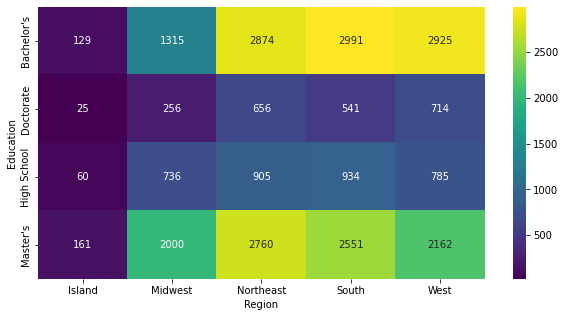 Education
Bachelor's 129 1315 2874 2991 2925
Doctorate 25 256 656 541 714
High School 60 736 905 934 785
Master's 161 2000 2760 2551 2162
Island Midwest Northeast South West
Region
2500
2000
1500
1000
500